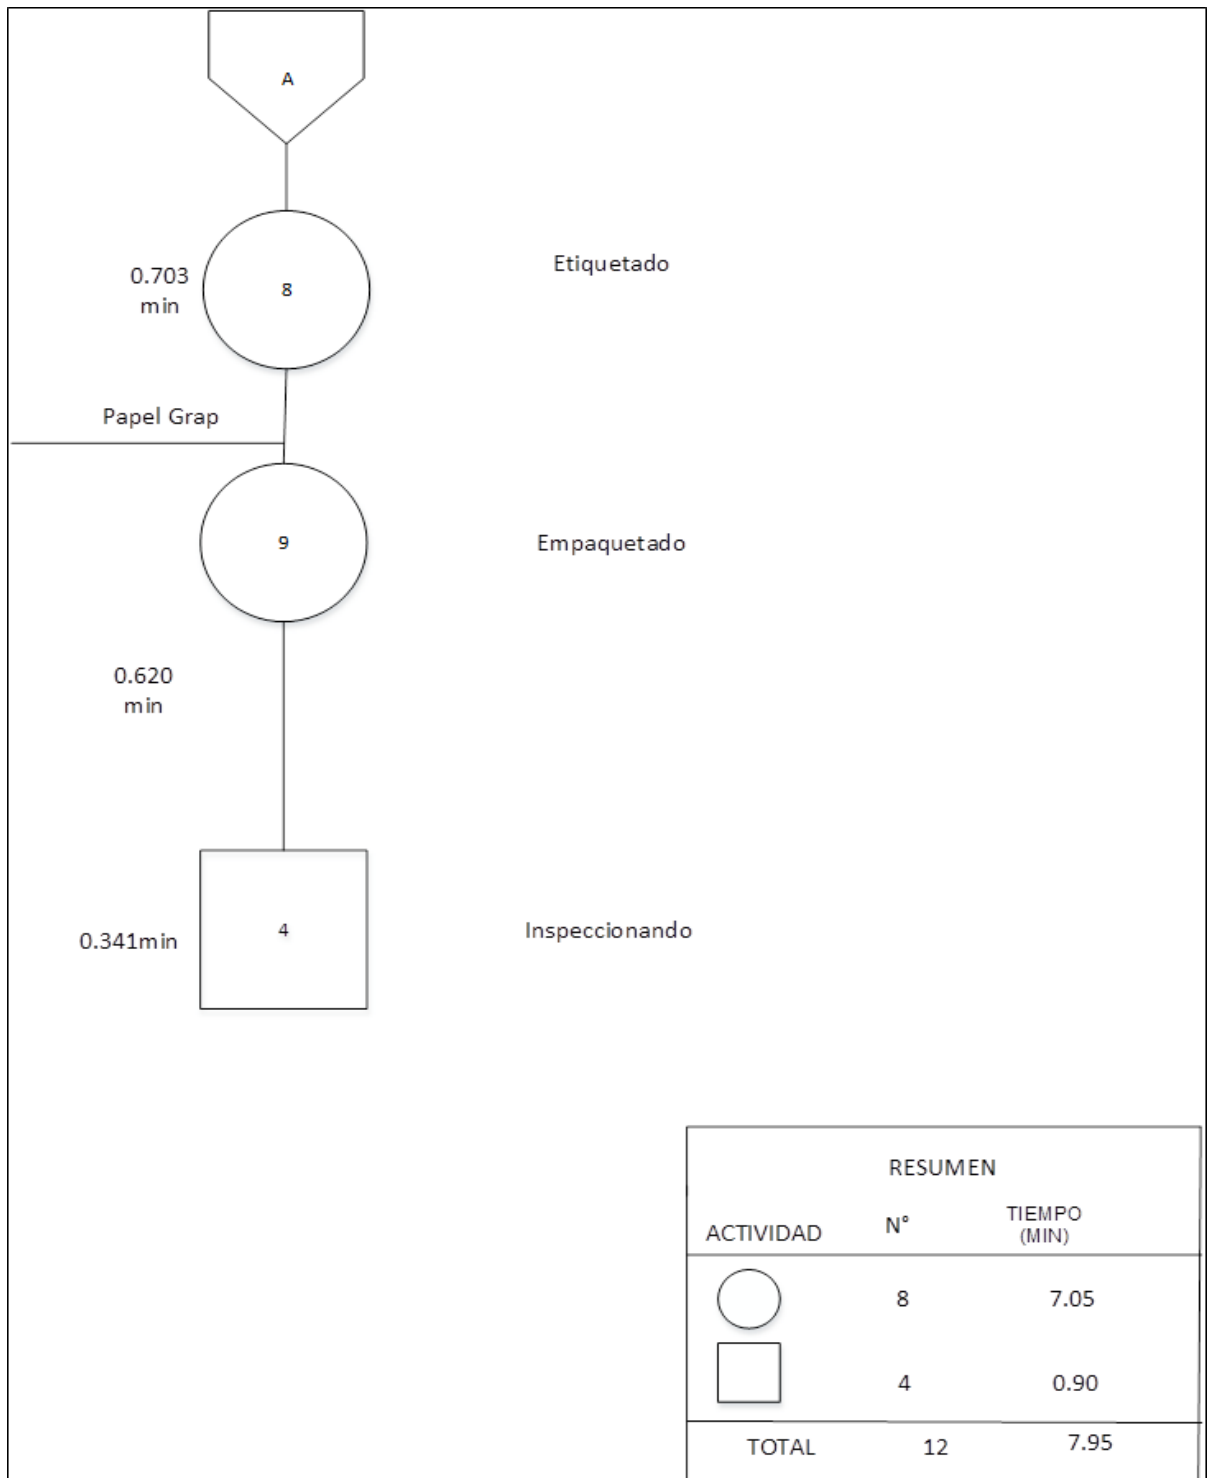 A
Etiquetado
0.703
min
8
Papel Grap
9
Empaquetado
0.620
min
4
Inspeccionando
0.341min
RESUMEN
ACTIVIDAD N° TIEMPO
(MIN)
8 7.05
4 0.90
TOTAL 12 7.95